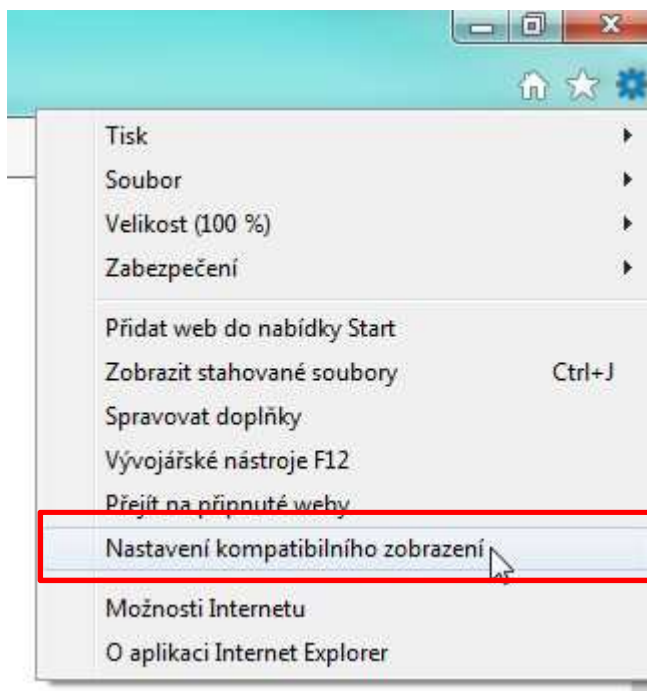 Tisk
Soubor
Velikost (100 %)
Zabezpečení
Přidat web do nabídky Start
Zobrazit stahované soubory Ctrl+J
Spravovat doplňky
Vývojářské nástroje F12
Přejít na připnuté weby
Nastavení kompatibilního zobrazení
Možnosti Internetu
O aplikaci Internet Explorer